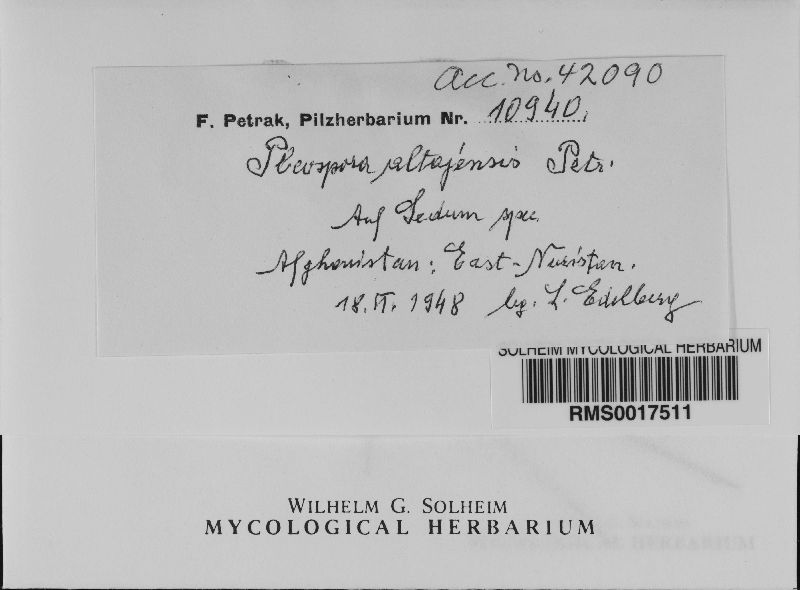 Acc. No. 42090
F. Petrak, Pilzherbarium Nr. 10940.
Pleospora altajensis Petr.
Auf Sedum spec.
Afghanistan: East-Nuristan.
18. VI. 1948 lg. L. Edelberg
SOLHEIM MYCOLOGICAL HERBARIUM
RMS0017511
WILHELM G. SOLHEIM
MYCOLOGICAL HERBARIUM